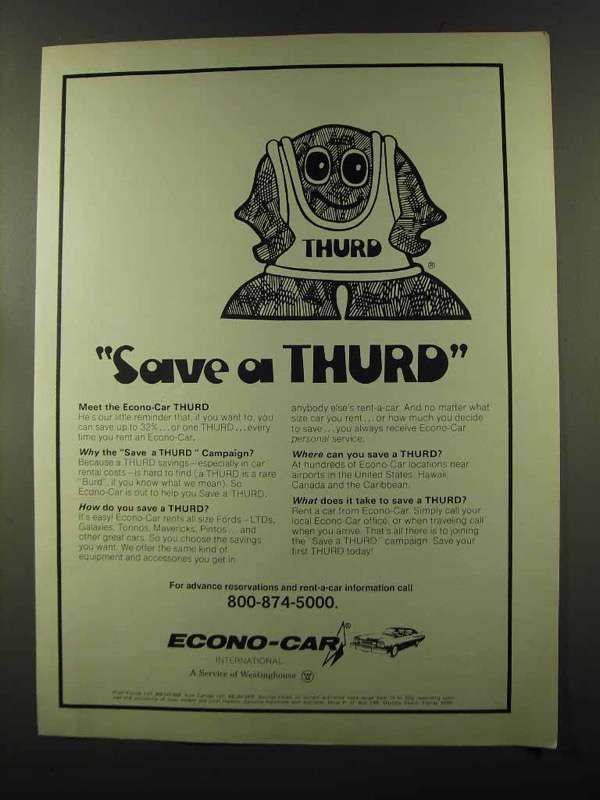 THURD
®
"Save a THURD"
Meet the Econo-Car THURD
He's our little reminder that, if you want to, you
can save up to 32%...or one THURD...every
time you rent an Econo-Car.
Why the "Save a THURD" Campaign?
Because a THURD savings—especially in car
rental costs—is hard to find (a THURD is a rare
"Burd", if you know what we mean). So
Econo-Car is out to help you Save a THURD.
How do you save a THURD?
It's easy! Econo-Car rents all size Fords—LTDs,
Galaxies, Torinos, Mavericks, Pintos...and
other great cars. So you choose the savings
you want. We offer the same kind of
equipment and accessories you get in
anybody else's rent-a-car. And no matter what
size car you rent...or how much you decide
to save...you always receive Econo-Car
personal service.
Where can you save a THURD?
At hundreds of Econo-Car locations near
airports in the United States, Hawaii,
Canada and the Caribbean.
What does it take to save a THURD?
Rent a car from Econo-Car. Simply call your
local Econo-Car office, or when traveling call
when you arrive. That's all there is to joining
the "Save a THURD" campaign. Save your
first THURD today!
For advance reservations and rent-a-car information call
800-874-5000.
ECONO-CAR®
INTERNATIONAL
A Service of Westinghouse W